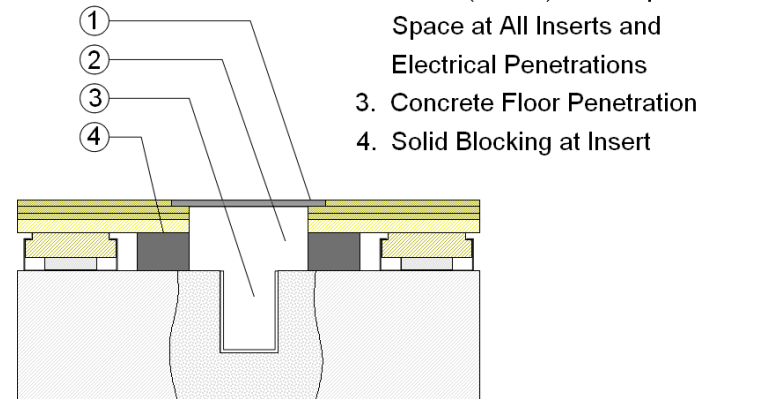 1
2
3
4
Space at All Inserts and
Electrical Penetrations
3. Concrete Floor Penetration
4. Solid Blocking at Insert